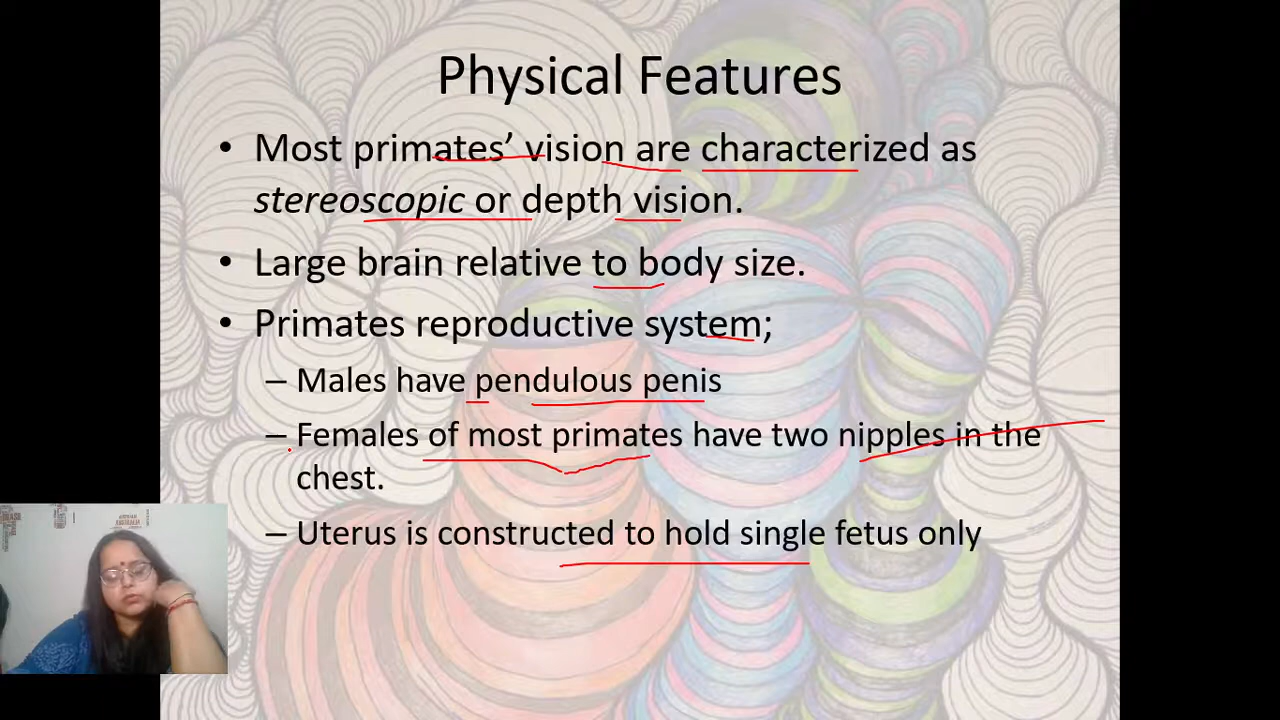 Physical Features
• Most primates' vision are characterized as
stereoscopic or depth vision.
• Large brain relative to body size.
• Primates reproductive system;
– Males have pendulous penis
– Females of most primates have two nipples in the
chest.
– Uterus is constructed to hold single fetus only